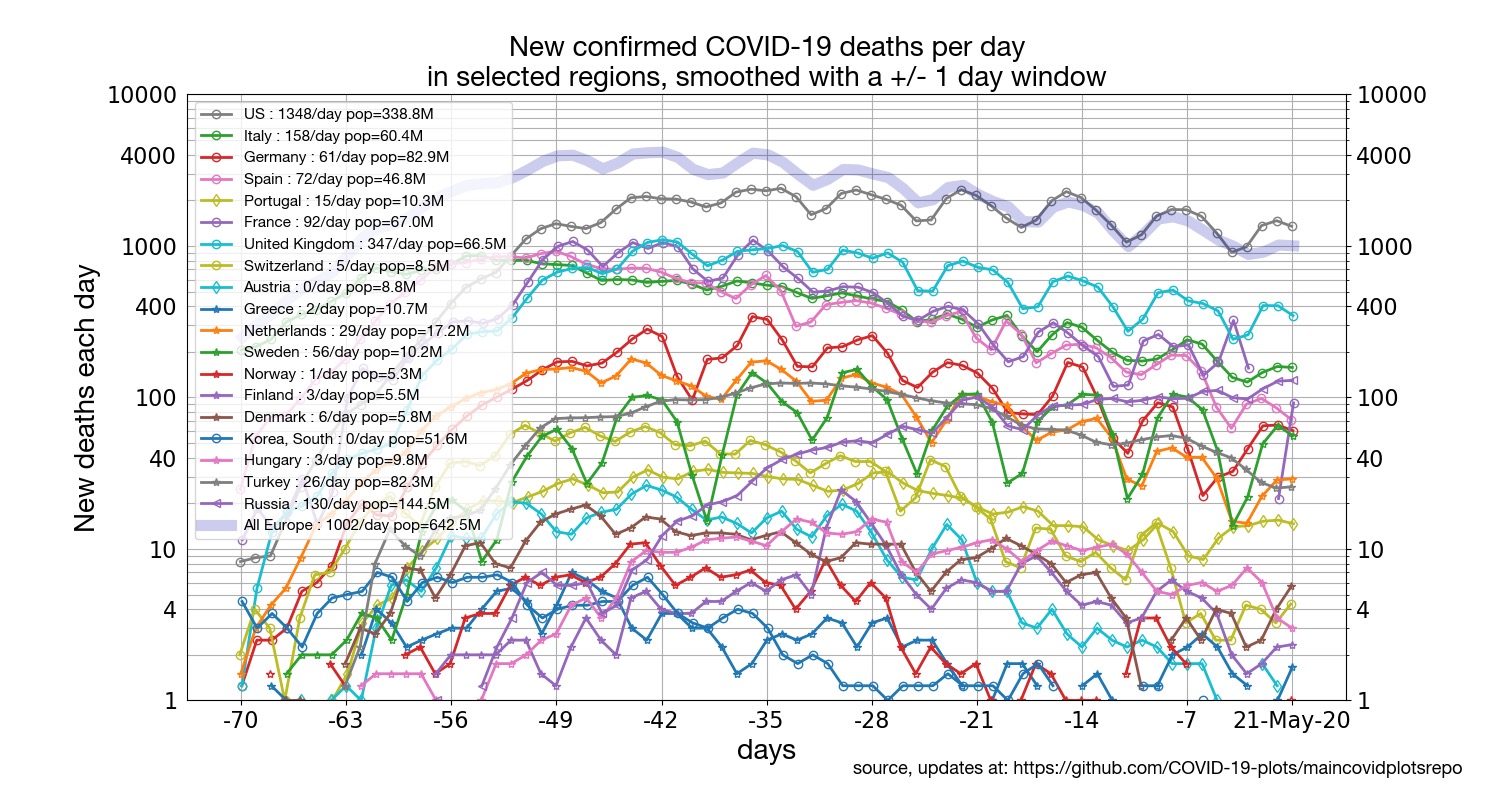 New confirmed COVID-19 deaths per day
in selected regions, smoothed with a +/- 1 day window
10000
4000
1000
400
100
40
10
4
1
New deaths each day
US : 1348/day pop=338.8M
Italy : 158/day pop=60.4M
Germany : 61/day pop=82.9M
Spain : 72/day pop=46.8M
Portugal : 15/day pop=10.3M
France : 92/day pop=67.0M
United Kingdom : 347/day pop=66.5M
Switzerland : 5/day pop=8.5M
Austria : 0/day pop=8.8M
Greece : 2/day pop=10.7M
Netherlands : 29/day pop=17.2M
Sweden : 56/day pop=10.2M
Norway : 1/day pop=5.3M
Finland : 3/day pop=5.5M
Denmark : 6/day pop=5.8M
Korea, South : 0/day pop=51.6M
Hungary : 3/day pop=9.8M
Turkey : 26/day pop=82.3M
Russia : 130/day pop=144.5M
All Europe : 1002/day pop=642.5M
10000
4000
1000
400
100
40
10
4
1
-70 -63 -56 -49 -42 -35 -28 -21 -14 -7 21-May-20
days
source, updates at: https://github.com/COVID-19-plots/maincovidplotsrepo